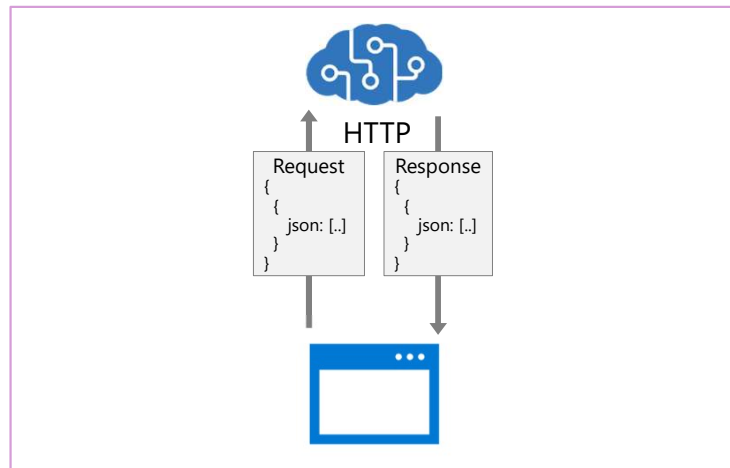 HTTP
Request
{
{
json: [..]
}
}
Response
{
{
json: [..]
}
}